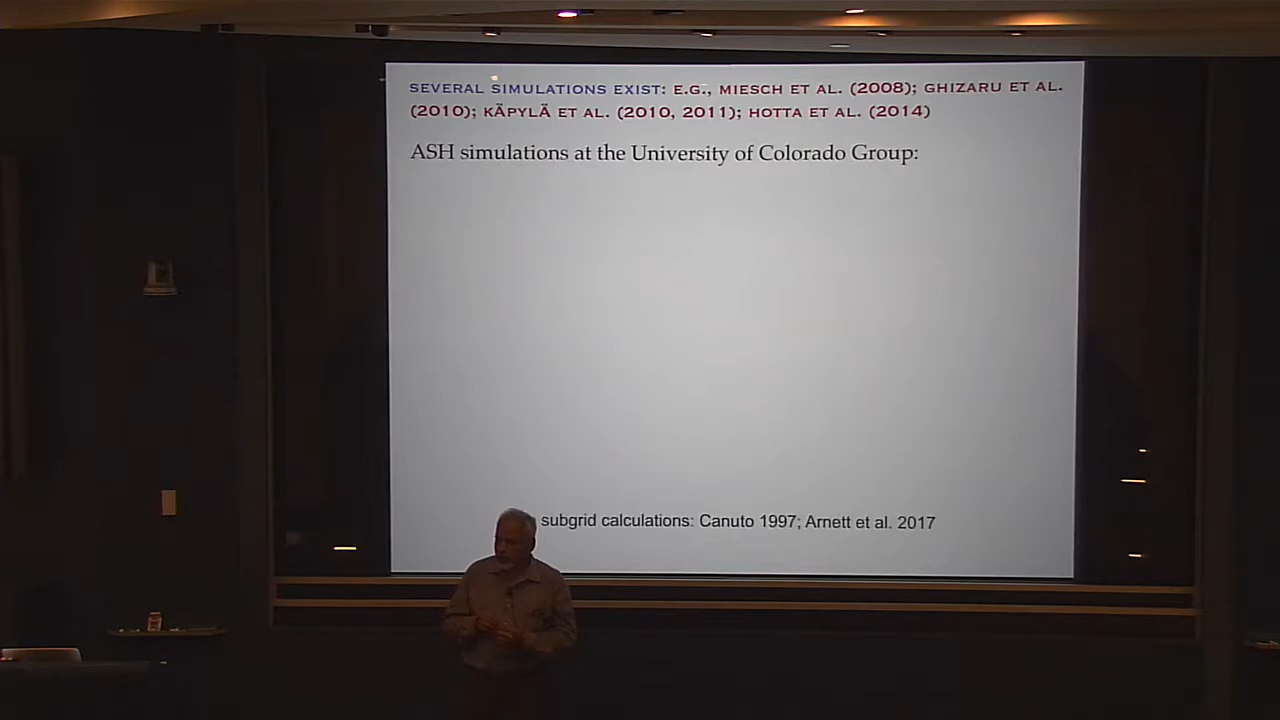 SEVERAL SIMULATIONS EXIST: E.G., MIESCH ET AL. (2008); GHIZARU ET AL.
(2010); KÄPYLÄ ET AL. (2010, 2011); HOTTA ET AL. (2014)
ASH simulations at the University of Colorado Group:
subgrid calculations: Canuto 1997; Arnett et al. 2017